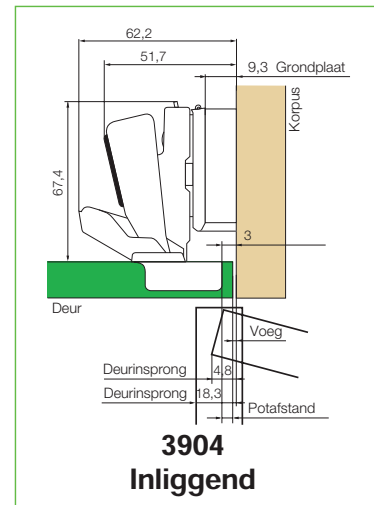 62,2
51,7
9,3 Grondplaat
Korpus
67,4
3
Deur
Voeg
Deurinsprong 4,8
Deurinsprong 18,3
Potafstand
3904
Inliggend